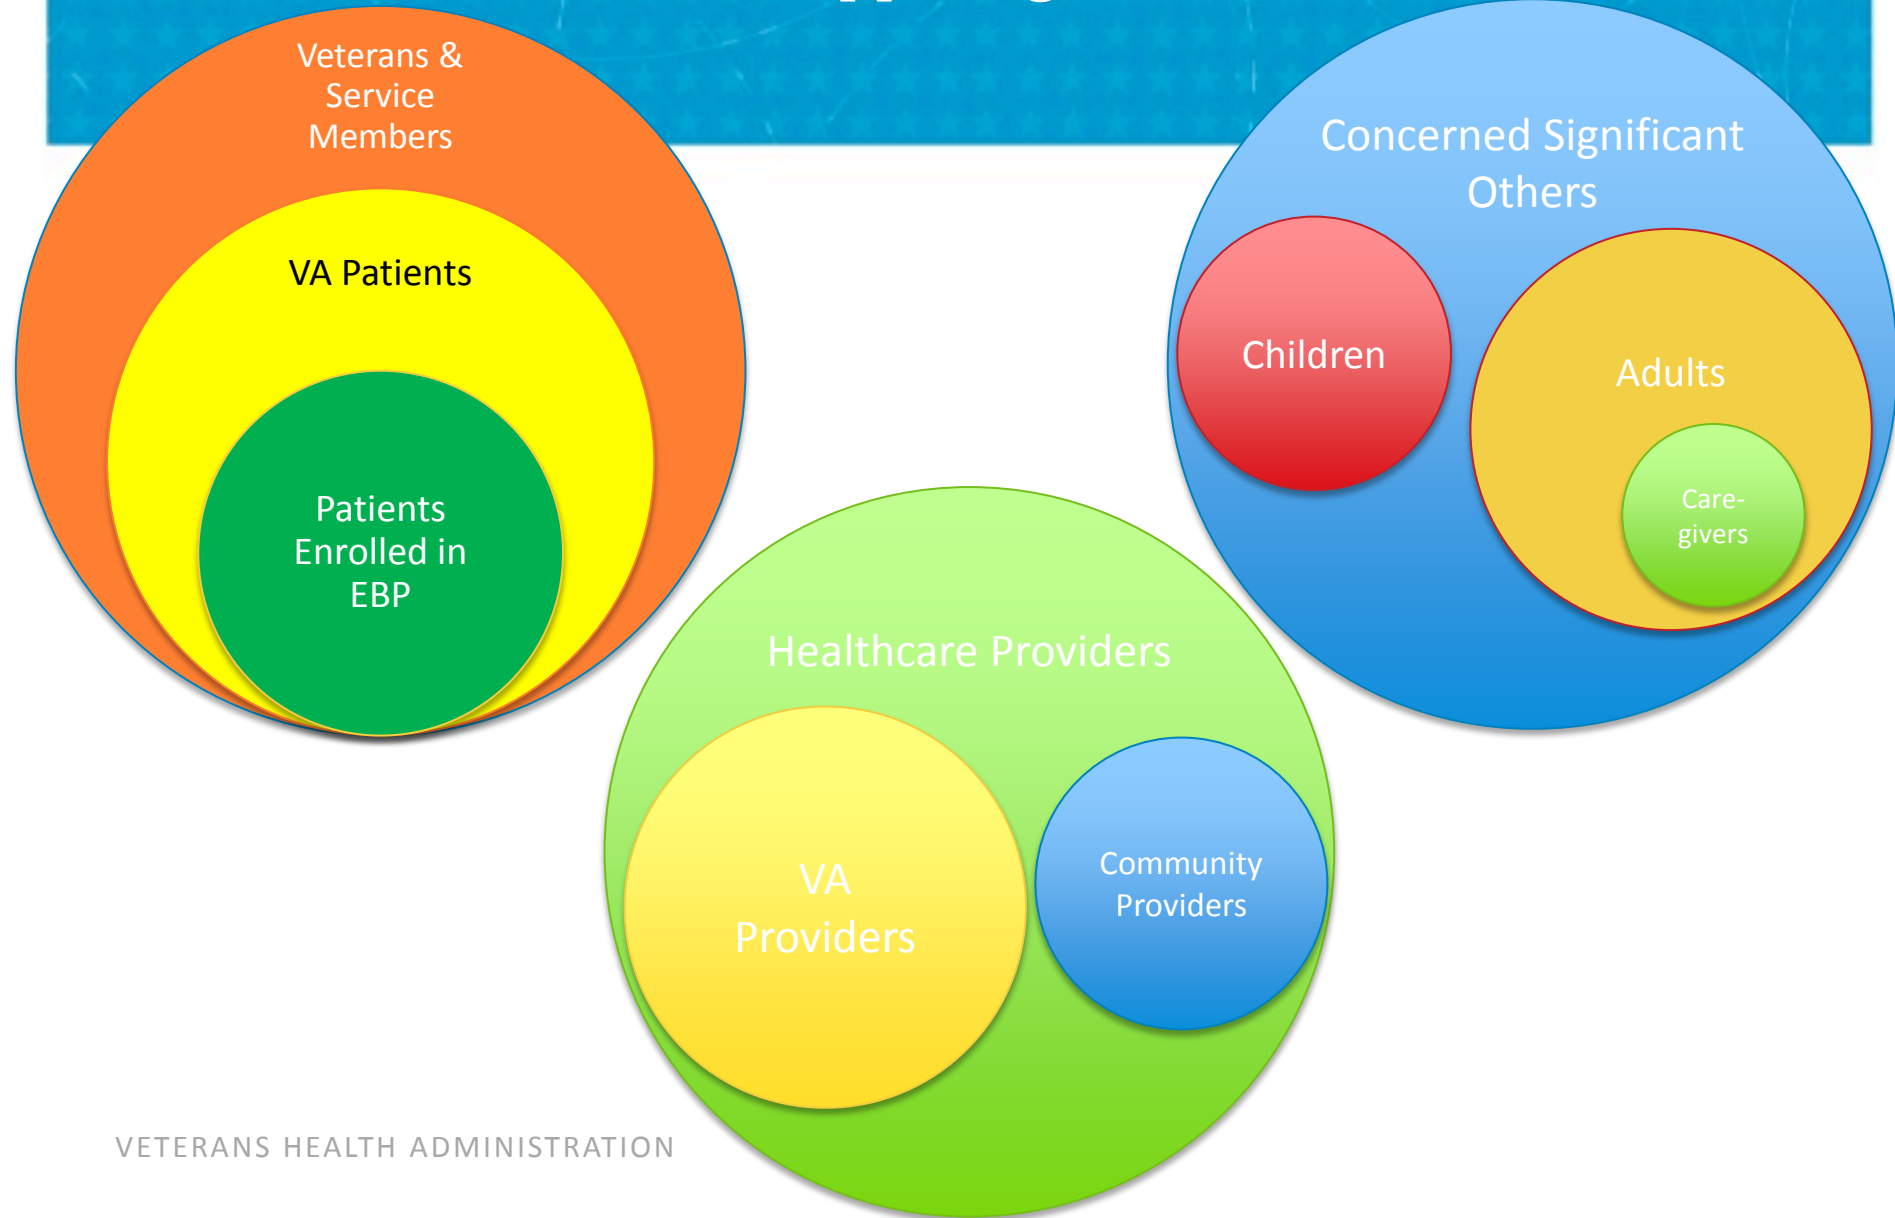 Veterans &
Service
Members
VA Patients
Patients
Enrolled in
EBP
Concerned Significant
Others
Children
Adults
Care-
givers
Healthcare Providers
VA
Providers
Community
Providers
VETERANS HEALTH ADMINISTRATION